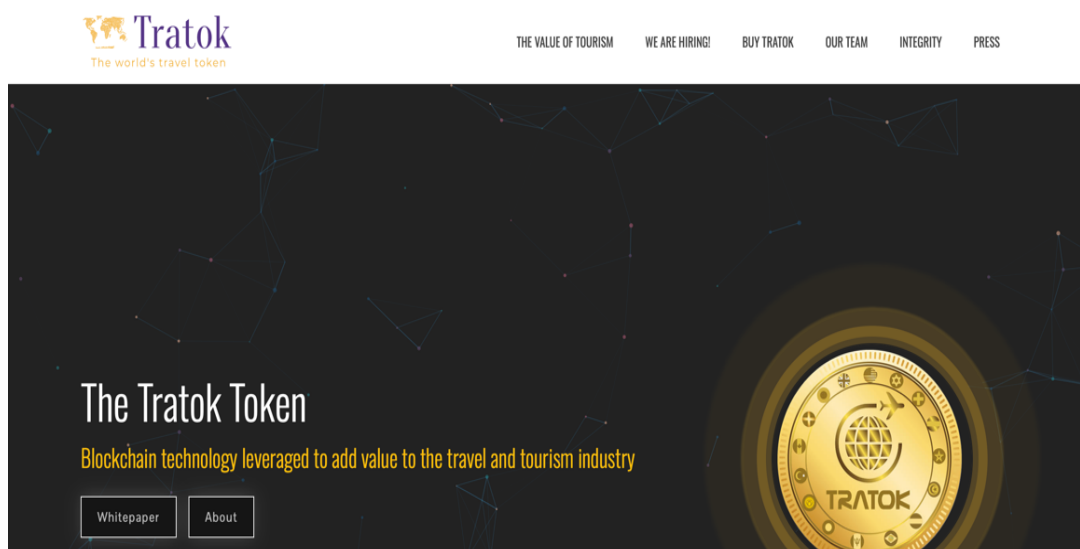 Tratok
The world's travel token
THE VALUE OF TOURISM
WE ARE HIRING!
BUY TRATOK
OUR TEAM
INTEGRITY
PRESS
The Tratok Token
Blockchain technology leveraged to add value to the travel and tourism industry
Whitepaper
About
TRATOK